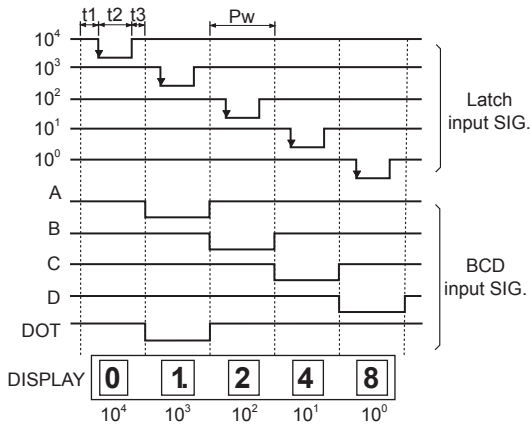 t1 t2 t3 Pw
10⁴
10³
10²
10¹
10⁰
Latch
input SIG.
A
B
C
D
DOT
BCD
input SIG.
DISPLAY 0 1. 2 4 8
10⁴ 10³ 10² 10¹ 10⁰